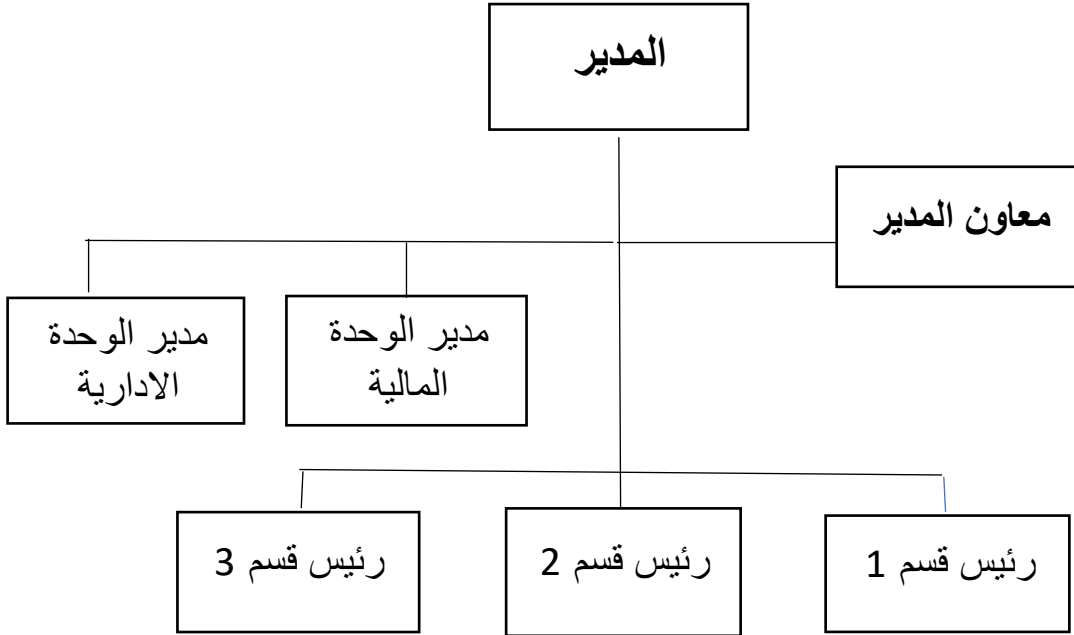 المدير
معاون المدير
مدير الوحدة
المالية
مدير الوحدة
الادارية
رئيس قسم 1
رئيس قسم 2
رئيس قسم 3